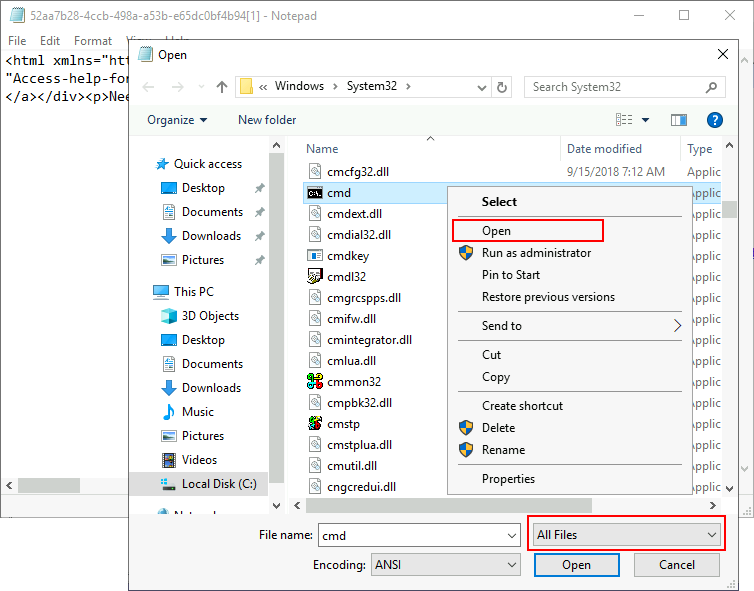 52aa7b28-4ccb-498a-a53b-e65dc0bf4b94[1] - Notepad
File Edit Format
<html xmlns="htt
"Access-help-for
</a></div><p>Nee
Open
« Windows › System32 ›
Search System32
Organize
New folder
Name
Date modified
Type
Quick access
Desktop
Documents
Downloads
Pictures
This PC
3D Objects
Desktop
Documents
Downloads
Music
Pictures
Videos
Local Disk (C:)
cmcfg32.dll 9/15/2018 7:12 AM Applic
cmd Applic
cmdext.dll Applic
cmdial32.dll Applic
cmdkey Applic
cmdl32 Applic
cmgrcspps.dll Applic
cmifw.dll Applic
cmintegrator.dll Applic
cmlua.dll Applic
cmmon32 Applic
cmpbk32.dll Applic
cmstp Applic
cmstplua.dll Applic
cmutil.dll Applic
cngcredui.dll Applic
Select
Open
Run as administrator
Pin to Start
Restore previous versions
Send to
Cut
Copy
Create shortcut
Delete
Rename
Properties
File name: cmd
All Files
Encoding: ANSI
Open
Cancel